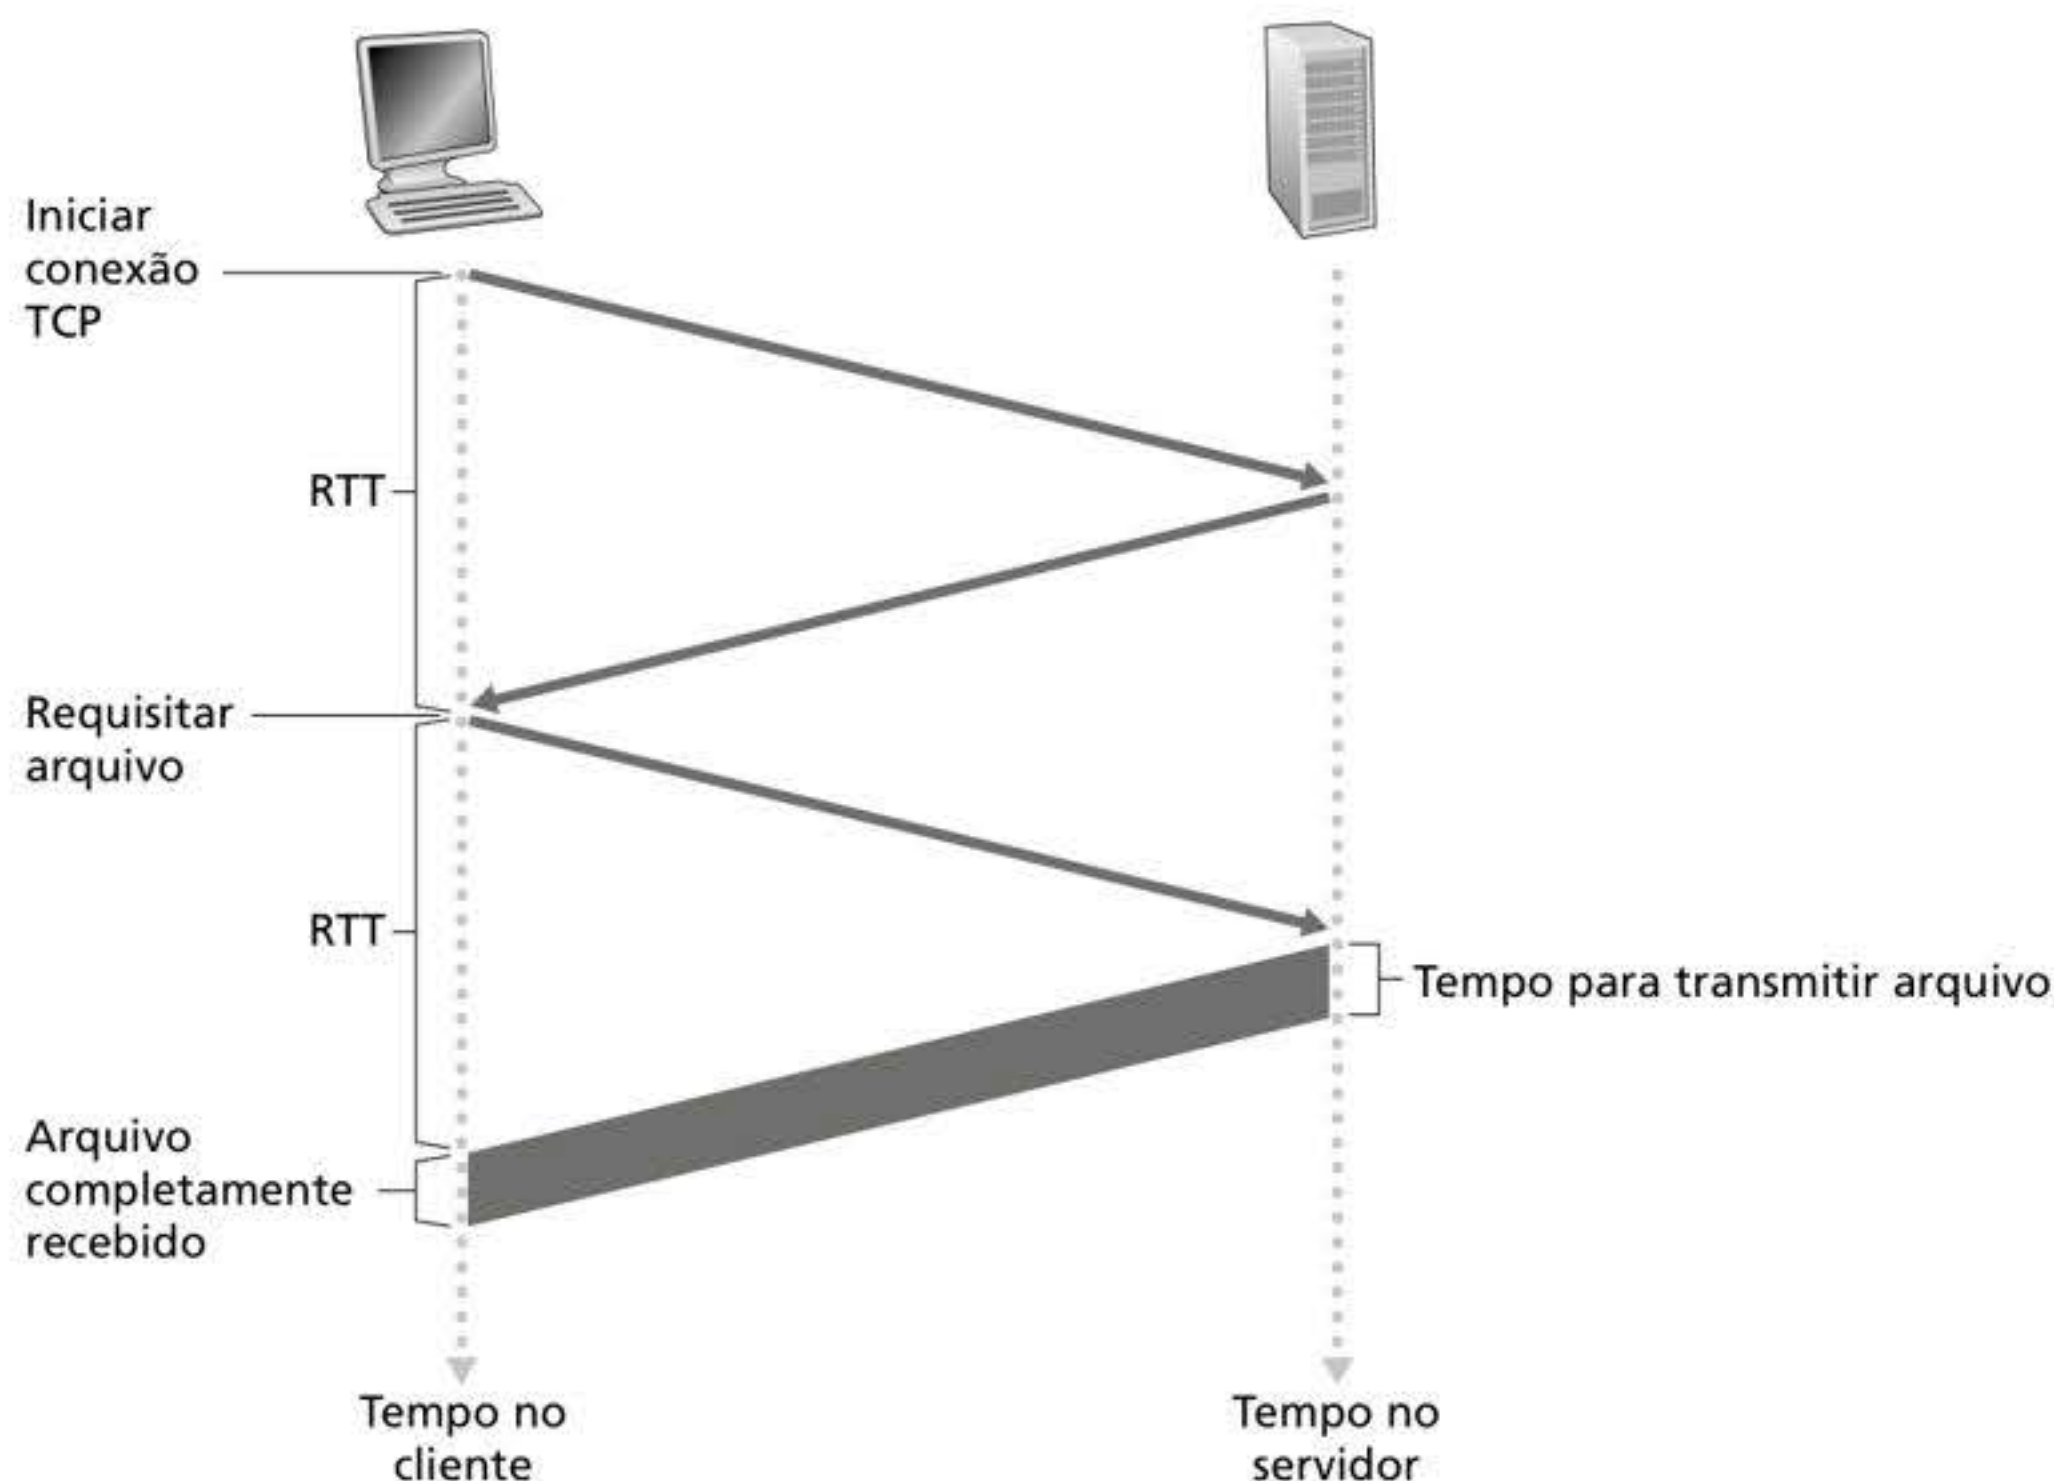 Iniciar
conexão
TCP
RTT
Requisitar
arquivo
RTT
Tempo para transmitir arquivo
Arquivo
completamente
recebido
Tempo no
cliente
Tempo no
servidor